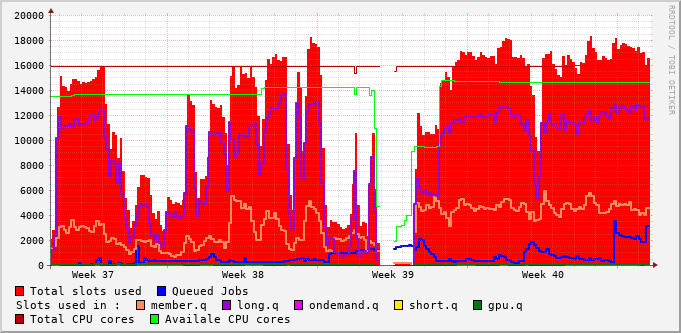 20000
18000
16000
14000
12000
10000
8000
6000
4000
2000
0
Week 37 Week 38 Week 39 Week 40
RRDTOOL / TOBI OETIKER
Total slots used Queued Jobs
Slots used in : member.q long.q ondemand.q short.q gpu.q
Total CPU cores Availale CPU cores